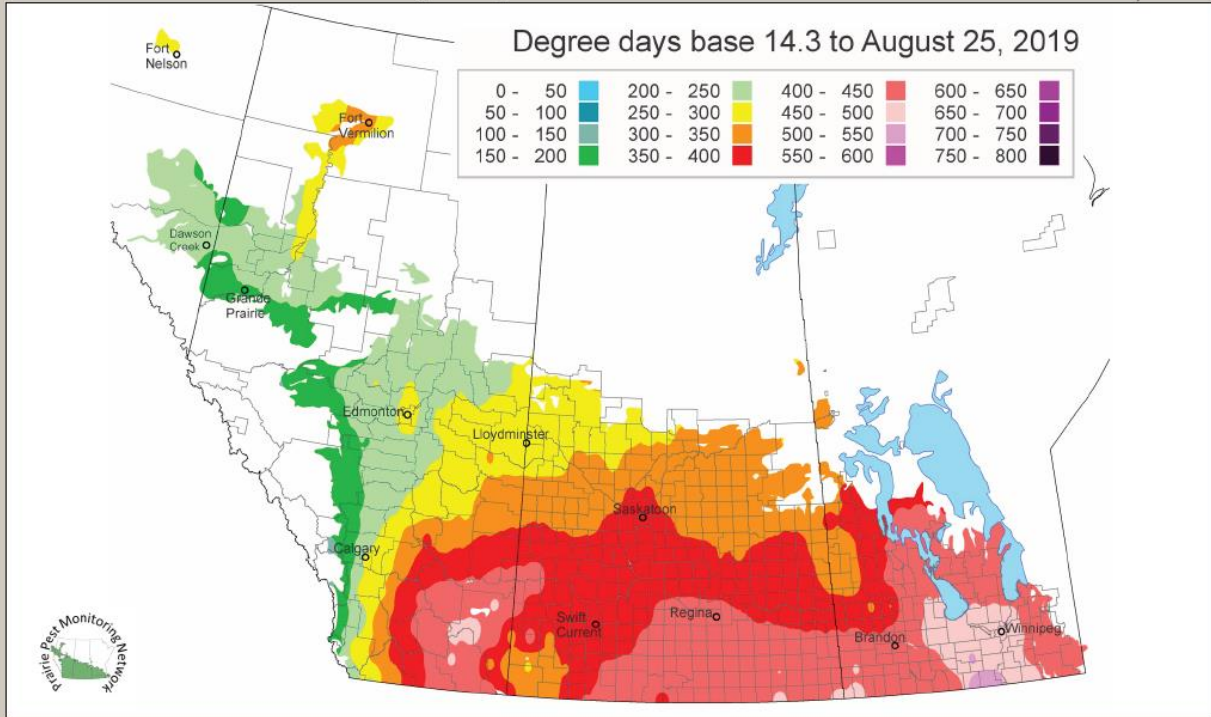 Degree days base 14.3 to August 25, 2019
0 - 50
50 - 100
100 - 150
150 - 200
200 - 250
250 - 300
300 - 350
350 - 400
400 - 450
450 - 500
500 - 550
550 - 600
600 - 650
650 - 700
700 - 750
750 - 800
Fort
Nelson
Fort
Vermilion
Dawson
Creek
Grande
Prairie
Edmonton
Lloydminster
Saskatoon
Calgary
Swift
Current
Regina
Brandon
Winnipeg
Prairie Pest Monitoring Network